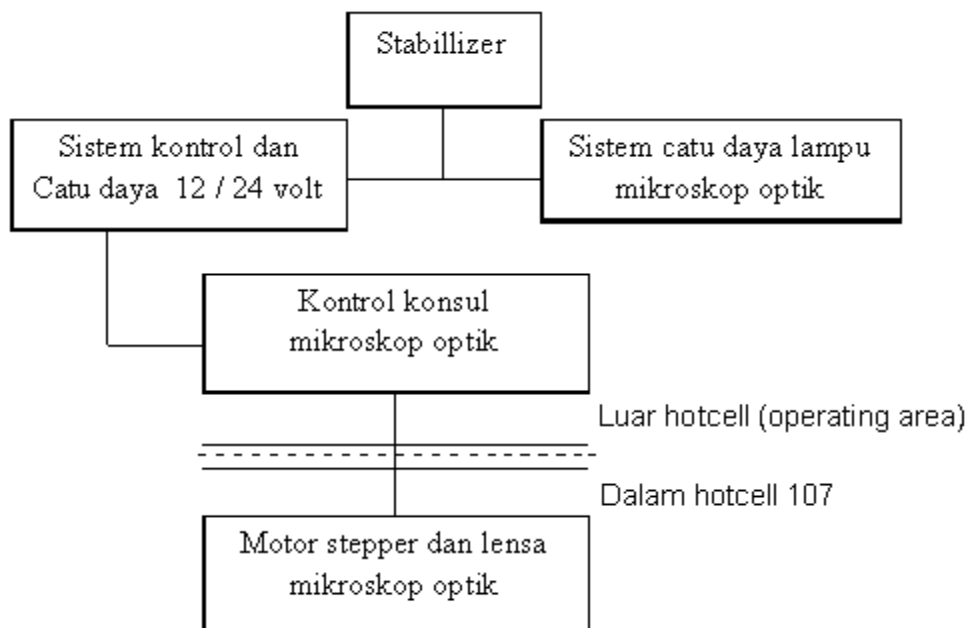 Stabillizer
Sistem kontrol dan
Catu daya 12 / 24 volt
Sistem catu daya lampu
mikroskop optik
Kontrol konsul
mikroskop optik
Luar hotcell (operating area)
Dalam hotcell 107
Motor stepper dan lensa
mikroskop optik